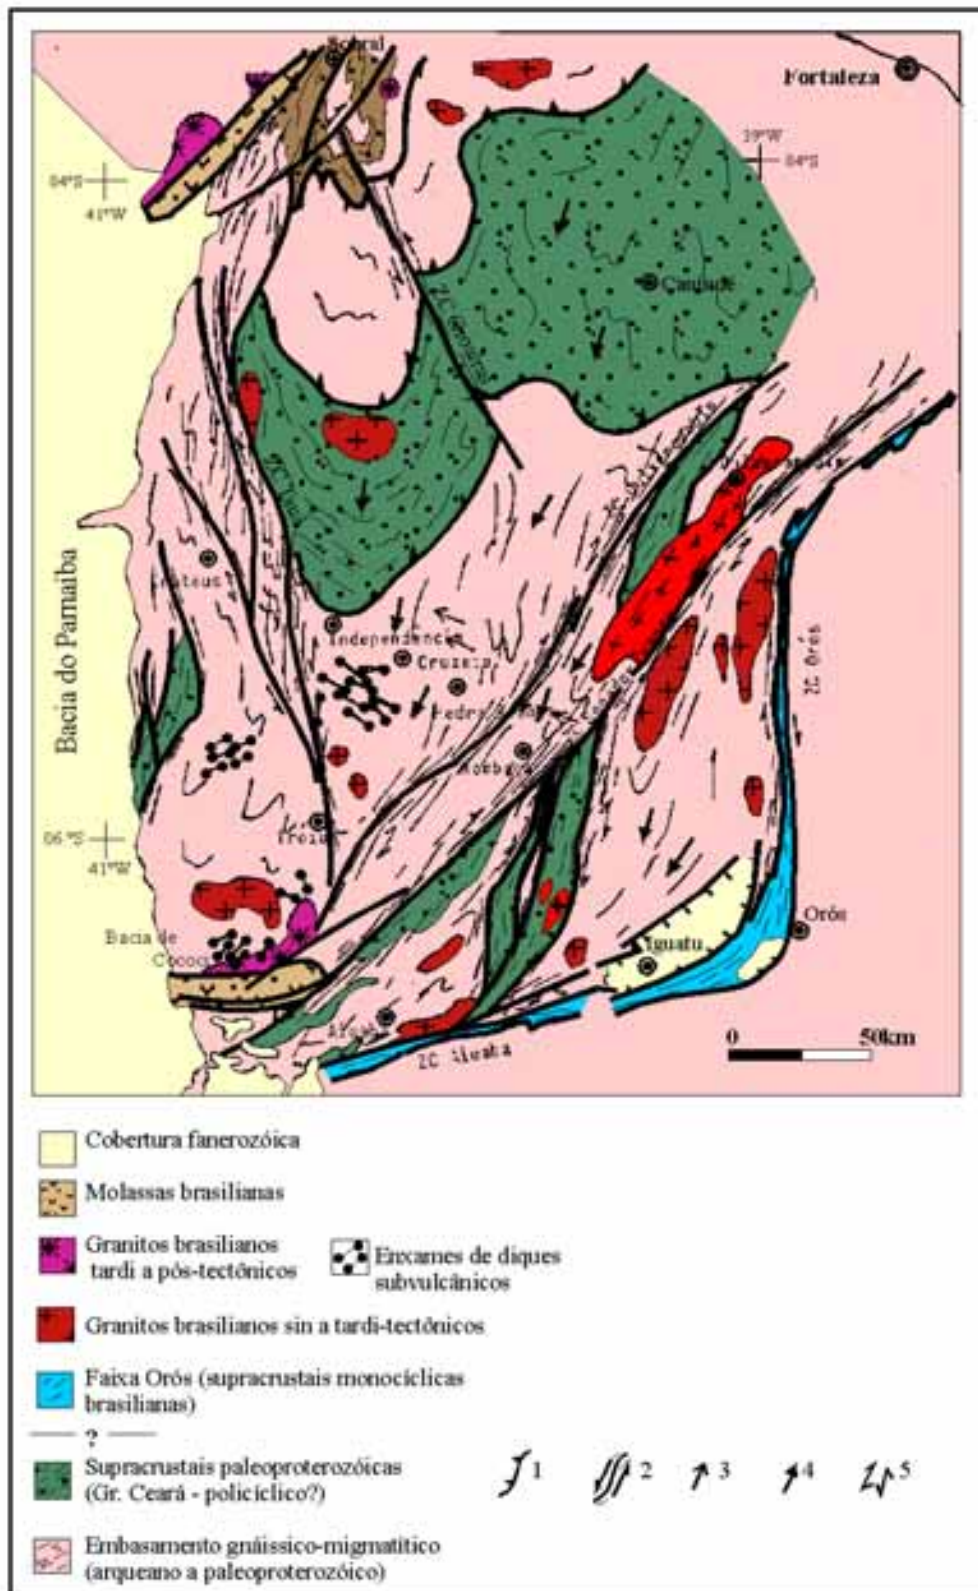 Sobral
Fortaleza
39°W
04°S
04°S
41°W
Canindé
Bacia do Parnaíba
Independência
Cruzeta
ZC Orós
06°S
41°W
Bacia de
Cococi
Orós
Iguatu
0 50km
ZC Aiuaba
Cobertura fanerozóica
Molassas brasilianas
Granitos brasilianos
tardi a pós-tectônicos
Enxames de diques
subvulcânicos
Granitos brasilianos sin a tardi-tectônicos
Faixa Orós (supracrustais monocíclicas
brasilianas)
?
Supracrustais paleoproterozóicas
(Gr. Ceará - policíclico?)
1 2 3 4 5
Embasamento gnáissico-migmatítico
(arqueano a paleoproterozóico)